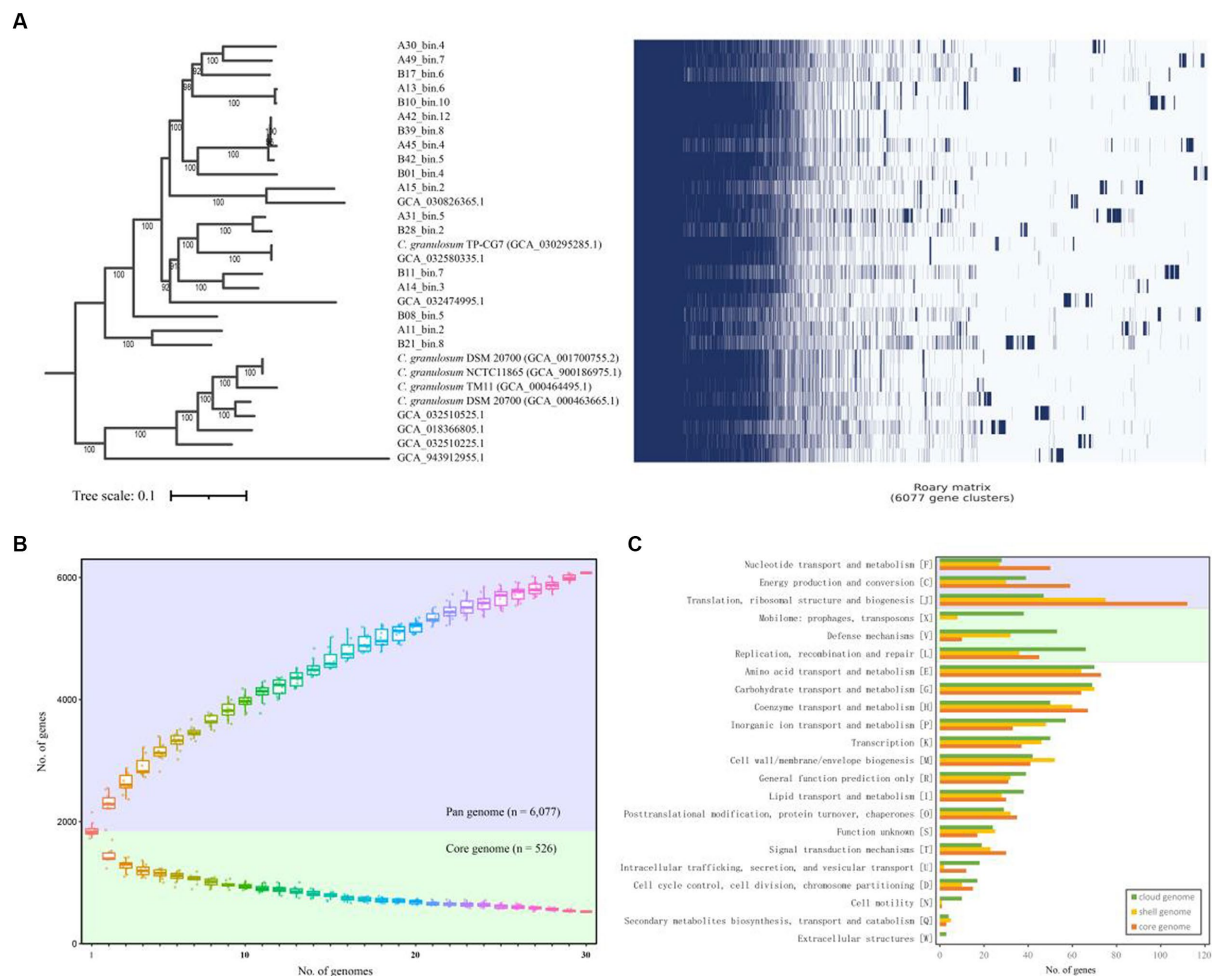 A
A30_bin.4
A49_bin.7
B17_bin.6
A13_bin.6
B10_bin.10
A42_bin.12
B39_bin.8
A45_bin.4
B42_bin.5
B01_bin.4
A15_bin.2
GCA_030826365.1
A31_bin.5
B28_bin.2
C. granulosum TP-CG7 (GCA_030295285.1)
GCA_032580335.1
B11_bin.7
A14_bin.3
GCA_032474995.1
B08_bin.5
A11_bin.2
B21_bin.8
C. granulosum DSM 20700 (GCA_001700755.2)
C. granulosum NCTC11865 (GCA_900186975.1)
C. granulosum TM11 (GCA_000464495.1)
C. granulosum DSM 20700 (GCA_000463665.1)
GCA_032510525.1
GCA_018366805.1
GCA_032510225.1
GCA_943912955.1
92
98
100
100
100
100
100
100
100
100
100
91
92
100
100
100
100
100
100
100
100
100
100
Tree scale: 0.1
Roary matrix
(6077 gene clusters)
B
No. of genes
6000
4000
2000
0
Pan genome (n = 6,077)
Core genome (n = 526)
1
10
20
30
No. of genomes
C
Nucleotide transport and metabolism [F]
Energy production and conversion [C]
Translation, ribosomal structure and biogenesis [J]
Mobilome: prophages, transposons [X]
Defense mechanisms [V]
Replication, recombination and repair [L]
Amino acid transport and metabolism [E]
Carbohydrate transport and metabolism [G]
Coenzyme transport and metabolism [H]
Inorganic ion transport and metabolism [P]
Transcription [K]
Cell wall/membrane/envelope biogenesis [M]
General function prediction only [R]
Lipid transport and metabolism [I]
Posttranslational modification, protein turnover, chaperones [O]
Function unknown [S]
Signal transduction mechanisms [T]
Intracellular trafficking, secretion, and vesicular transport [U]
Cell cycle control, cell division, chromosome partitioning [D]
Cell motility [N]
Secondary metabolites biosynthesis, transport and catabolism [Q]
Extracellular structures [W]
cloud genome
shell genome
core genome
0 20 40 60 80 100 120
No. of genes